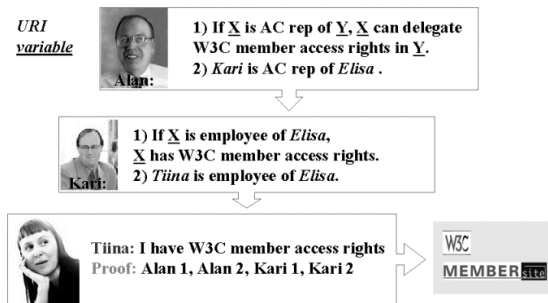 URI
variable
1) If X is AC rep of Y, X can delegate
W3C member access rights in Y.
2) Kari is AC rep of Elisa .
Alan:
1) If X is employee of Elisa,
X has W3C member access rights.
2) Tiina is employee of Elisa.
Kari:
Tiina: I have W3C member access rights
Proof: Alan 1, Alan 2, Kari 1, Kari 2
W3C
MEMBER site